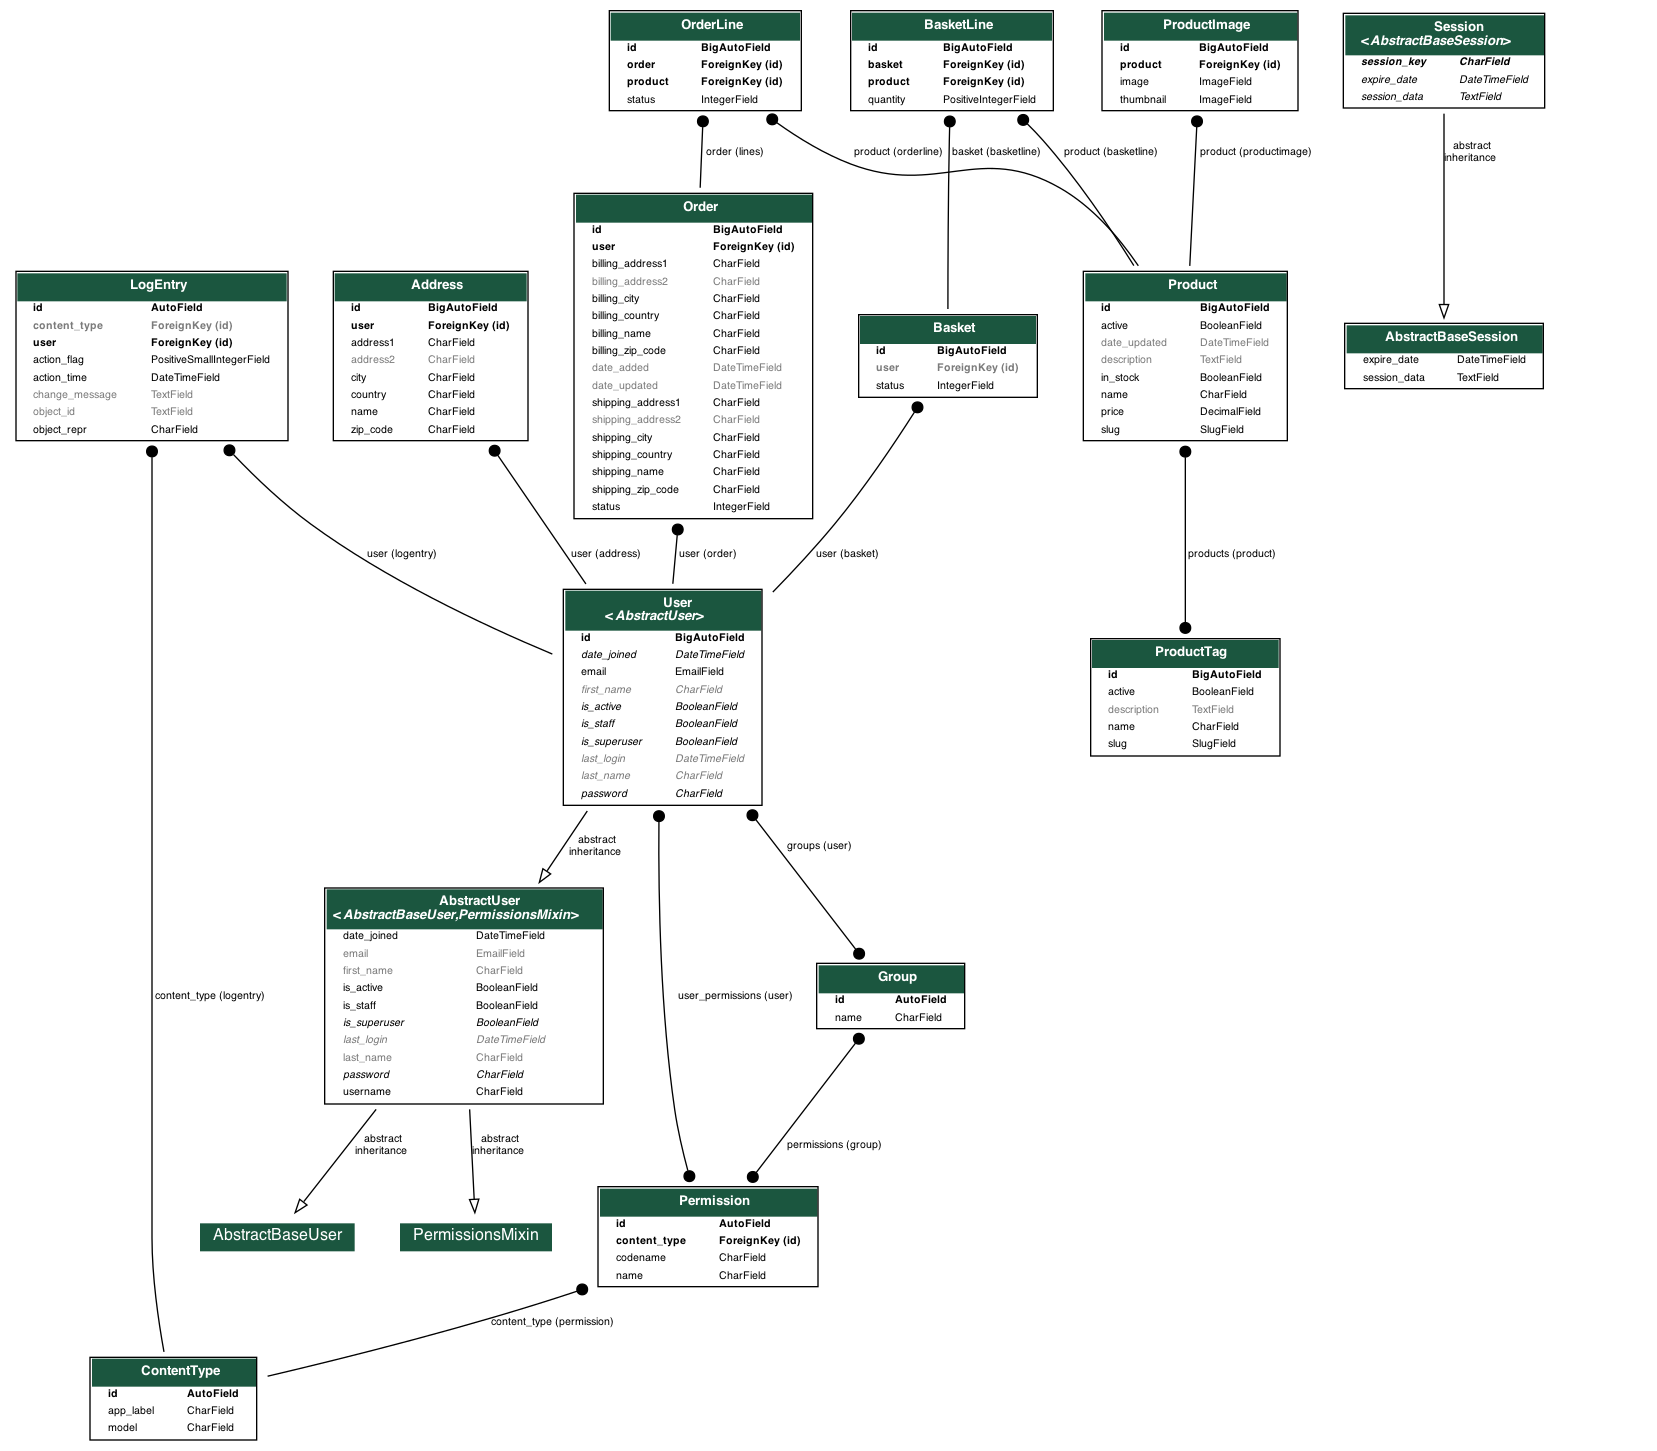 OrderLine
id BigAutoField
order ForeignKey (id)
product ForeignKey (id)
status IntegerField
BasketLine
id BigAutoField
basket ForeignKey (id)
product ForeignKey (id)
quantity PositiveIntegerField
ProductImage
id BigAutoField
product ForeignKey (id)
image ImageField
thumbnail ImageField
Session
<AbstractBaseSession>
session_key CharField
expire_date DateTimeField
session_data TextField
order (lines)
product (orderline)
basket (basketline)
product (basketline)
product (productimage)
abstract
inheritance
Order
id BigAutoField
user ForeignKey (id)
billing_address1 CharField
billing_address2 CharField
billing_city CharField
billing_country CharField
billing_name CharField
billing_zip_code CharField
date_added DateTimeField
date_updated DateTimeField
shipping_address1 CharField
shipping_address2 CharField
shipping_city CharField
shipping_country CharField
shipping_name CharField
shipping_zip_code CharField
status IntegerField
LogEntry
id AutoField
content_type ForeignKey (id)
user ForeignKey (id)
action_flag PositiveSmallIntegerField
action_time DateTimeField
change_message TextField
object_id TextField
object_repr CharField
Address
id BigAutoField
user ForeignKey (id)
address1 CharField
address2 CharField
city CharField
country CharField
name CharField
zip_code CharField
Basket
id BigAutoField
user ForeignKey (id)
status IntegerField
Product
id BigAutoField
active BooleanField
date_updated DateTimeField
description TextField
in_stock BooleanField
name CharField
price DecimalField
slug SlugField
AbstractBaseSession
expire_date DateTimeField
session_data TextField
user (logentry)
user (address)
user (order)
user (basket)
products (product)
User
<AbstractUser>
id BigAutoField
date_joined DateTimeField
email EmailField
first_name CharField
is_active BooleanField
is_staff BooleanField
is_superuser BooleanField
last_login DateTimeField
last_name CharField
password CharField
ProductTag
id BigAutoField
active BooleanField
description TextField
name CharField
slug SlugField
abstract
inheritance
groups (user)
AbstractUser
<AbstractBaseUser,PermissionsMixin>
date_joined DateTimeField
email EmailField
first_name CharField
is_active BooleanField
is_staff BooleanField
is_superuser BooleanField
last_login DateTimeField
last_name CharField
password CharField
username CharField
content_type (logentry)
user_permissions (user)
Group
id AutoField
name CharField
abstract
inheritance
abstract
inheritance
permissions (group)
AbstractBaseUser
PermissionsMixin
Permission
id AutoField
content_type ForeignKey (id)
codename CharField
name CharField
content_type (permission)
ContentType
id AutoField
app_label CharField
model CharField